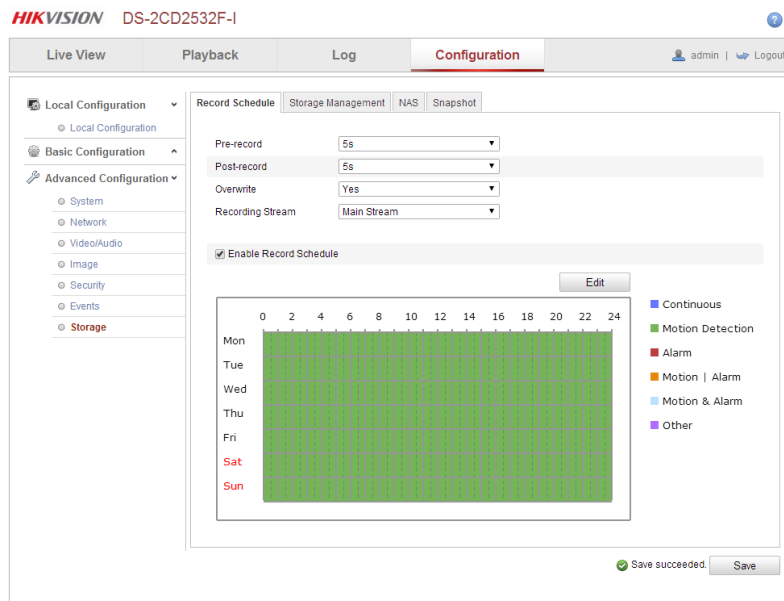 HIKVISION DS-2CD2532F-I
Live View Playback Log Configuration admin | Logout
Local Configuration
Local Configuration
Basic Configuration
Advanced Configuration
System
Network
Video/Audio
Image
Security
Events
Storage
Record Schedule Storage Management NAS Snapshot
Pre-record 5s
Post-record 5s
Overwrite Yes
Recording Stream Main Stream
Enable Record Schedule
Edit
0 2 4 6 8 10 12 14 16 18 20 22 24
Mon
Tue
Wed
Thu
Fri
Sat
Sun
Continuous
Motion Detection
Alarm
Motion | Alarm
Motion & Alarm
Other
Save succeeded. Save